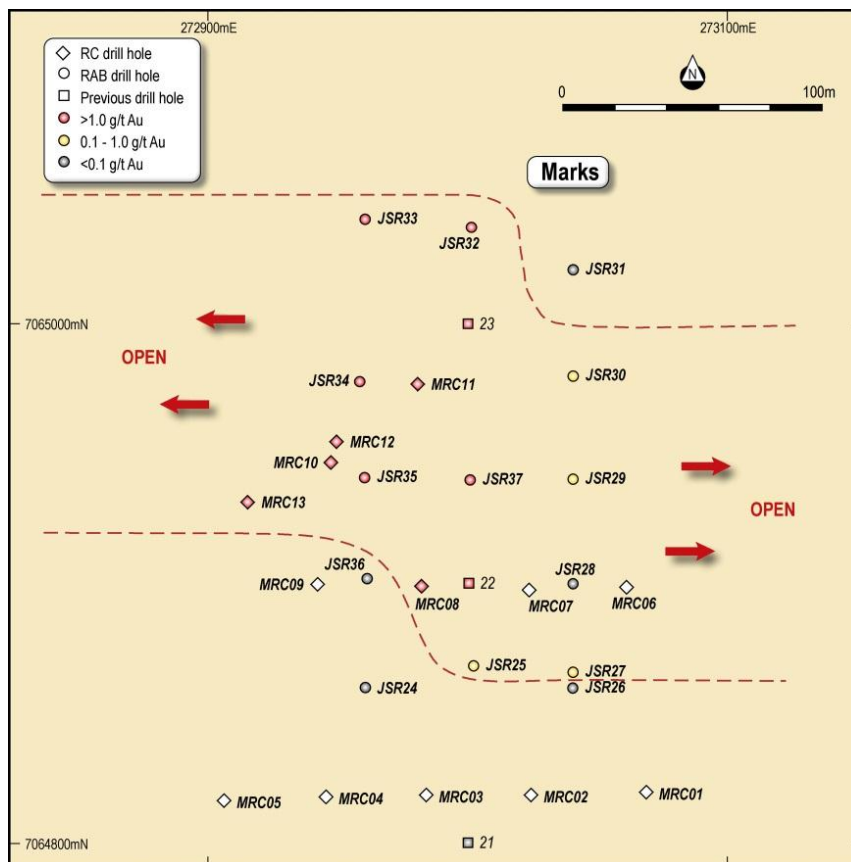 272900mE
273100mE
RC drill hole
RAB drill hole
Previous drill hole
>1.0 g/t Au
0.1 - 1.0 g/t Au
<0.1 g/t Au
N
0 100m
Marks
JSR33
JSR32
JSR31
7065000mN
23
OPEN
JSR34
MRC11
JSR30
MRC12
MRC10
JSR35
JSR37
JSR29
MRC13
OPEN
JSR36
JSR28
MRC09
MRC08
22
MRC07
MRC06
JSR25
JSR27
JSR24
JSR26
MRC05
MRC04
MRC03
MRC02
MRC01
7064800mN
21